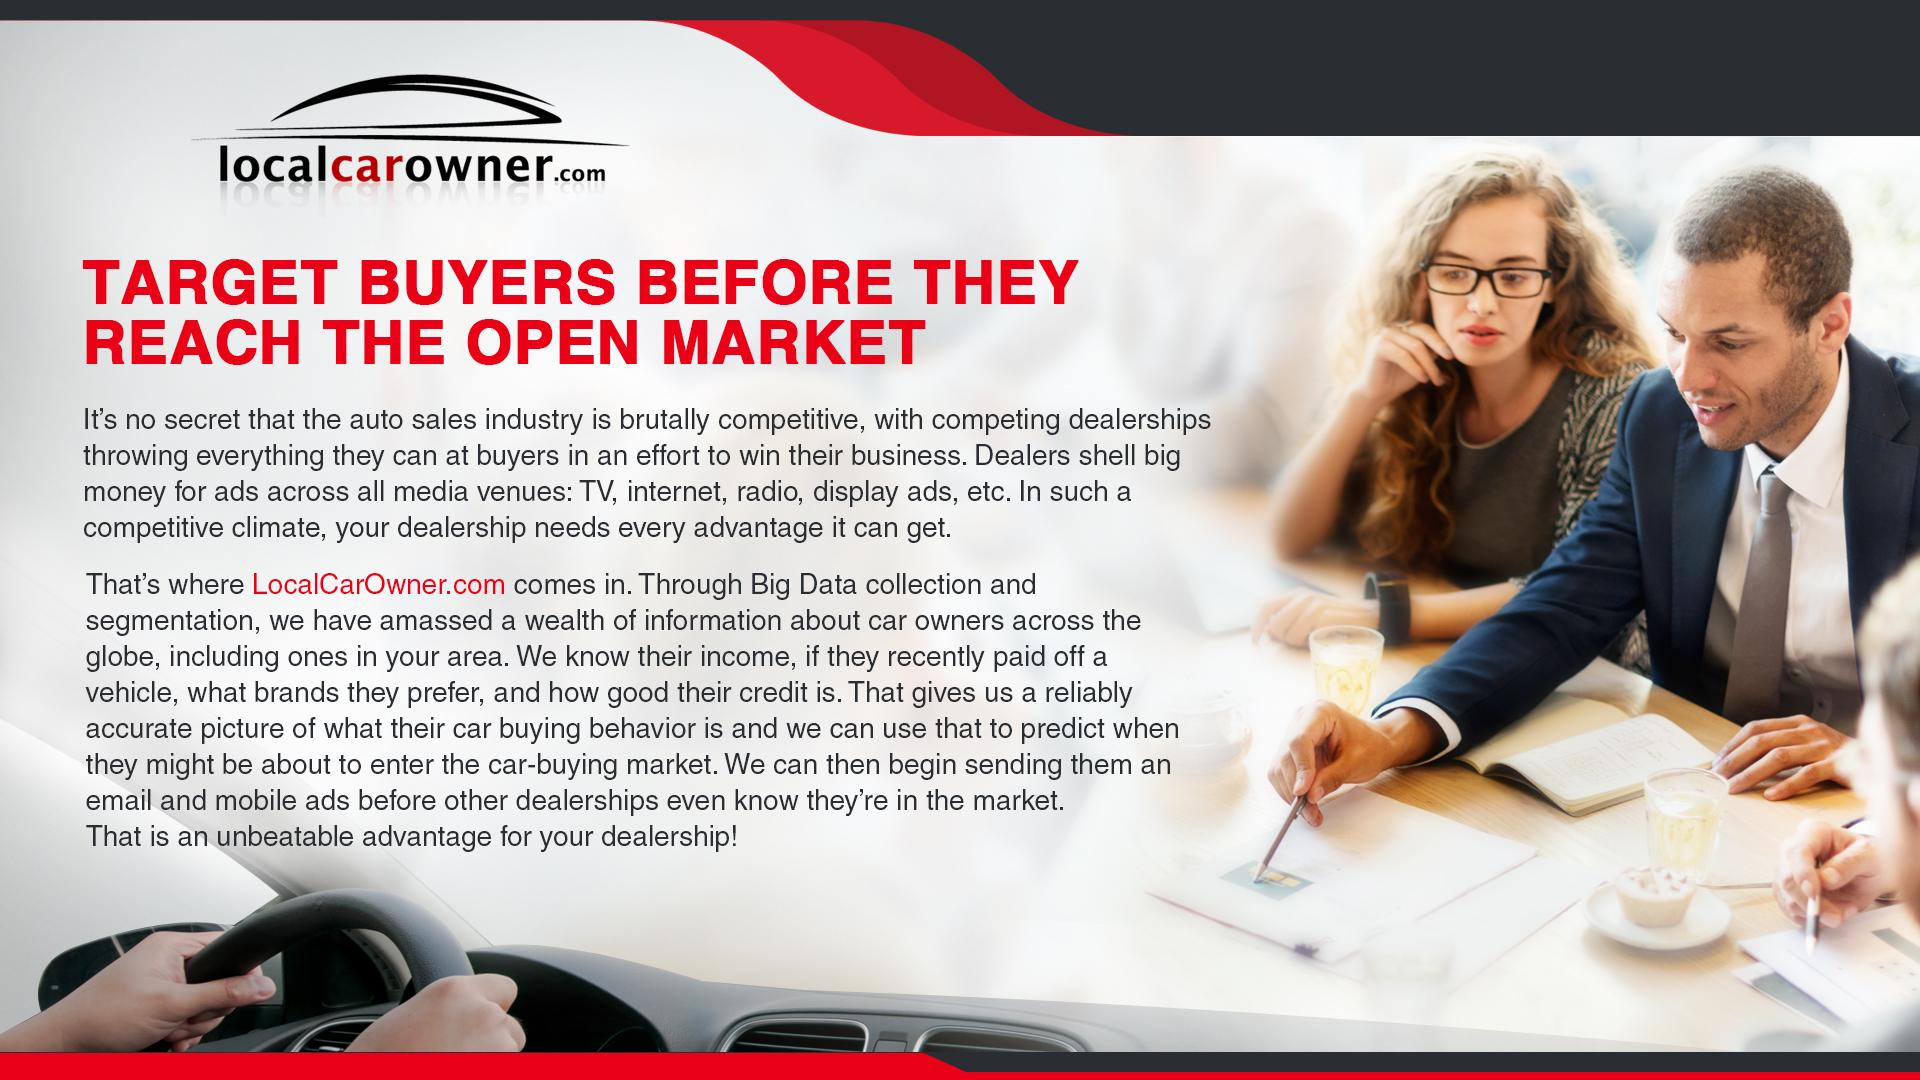 localcarowner.com
TARGET BUYERS BEFORE THEY
REACH THE OPEN MARKET
It’s no secret that the auto sales industry is brutally competitive, with competing dealerships
throwing everything they can at buyers in an effort to win their business. Dealers shell big
money for ads across all media venues: TV, internet, radio, display ads, etc. In such a
competitive climate, your dealership needs every advantage it can get.
That’s where LocalCarOwner.com comes in. Through Big Data collection and
segmentation, we have amassed a wealth of information about car owners across the
globe, including ones in your area. We know their income, if they recently paid off a
vehicle, what brands they prefer, and how good their credit is. That gives us a reliably
accurate picture of what their car buying behavior is and we can use that to predict when
they might be about to enter the car-buying market. We can then begin sending them an
email and mobile ads before other dealerships even know they’re in the market.
That is an unbeatable advantage for your dealership!